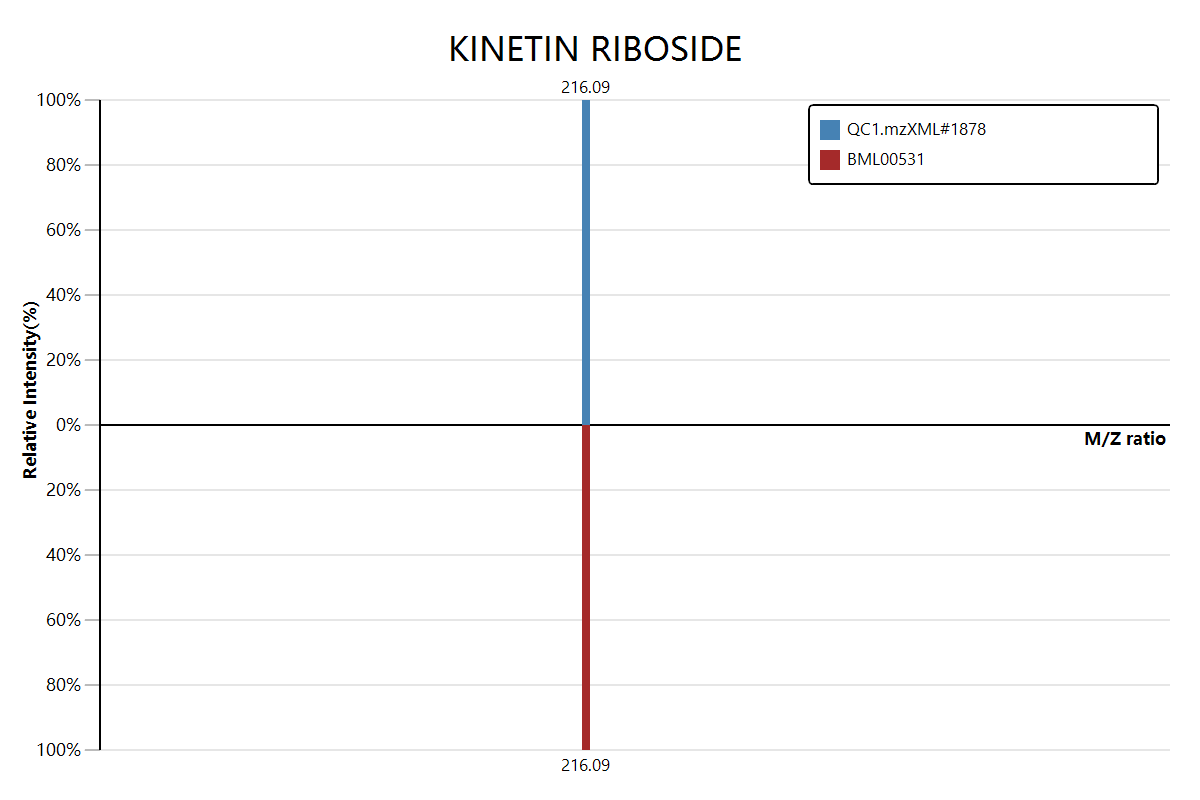 KINETIN RIBOSIDE
216.09
100%
QC1.mzXML#1878
BML00531
80%
60%
40%
20%
0%
Relative Intensity(%)
M/Z ratio
20%
40%
60%
80%
100%
216.09